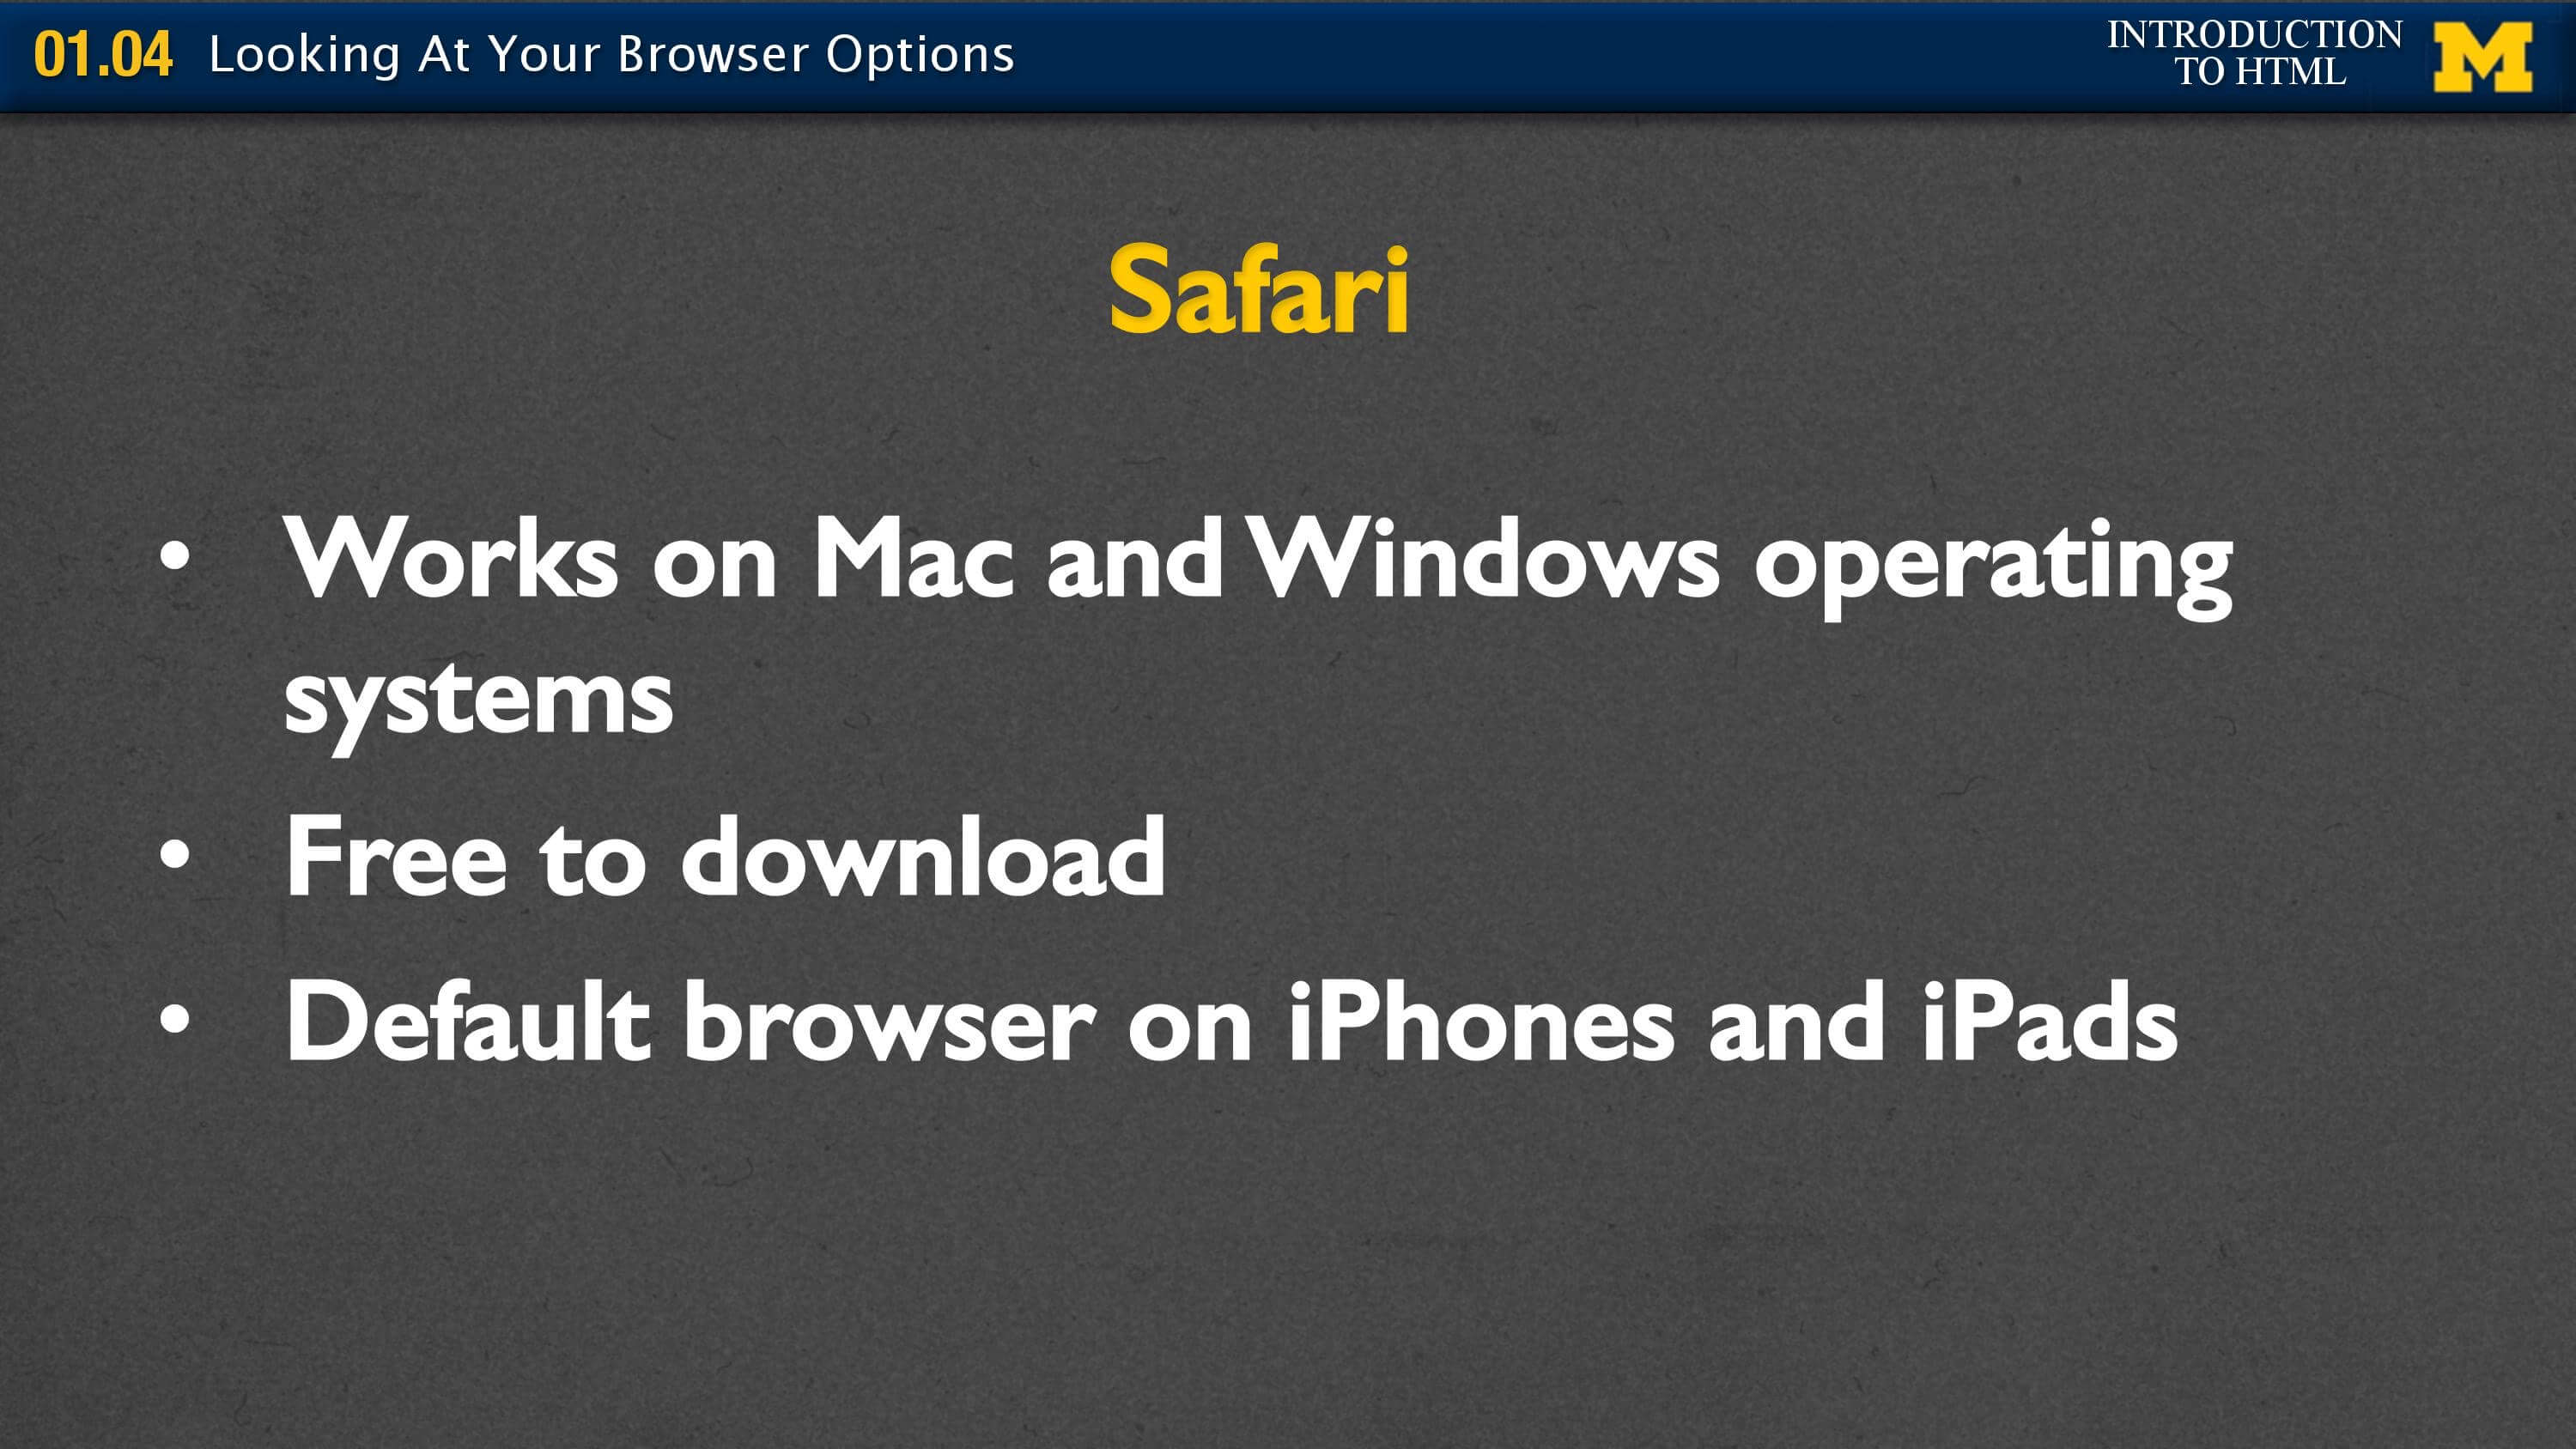 01.04 Looking At Your Browser Options
INTRODUCTION
TO HTML
M
Safari
• Works on Mac and Windows operating
systems
• Free to download
• Default browser on iPhones and iPads